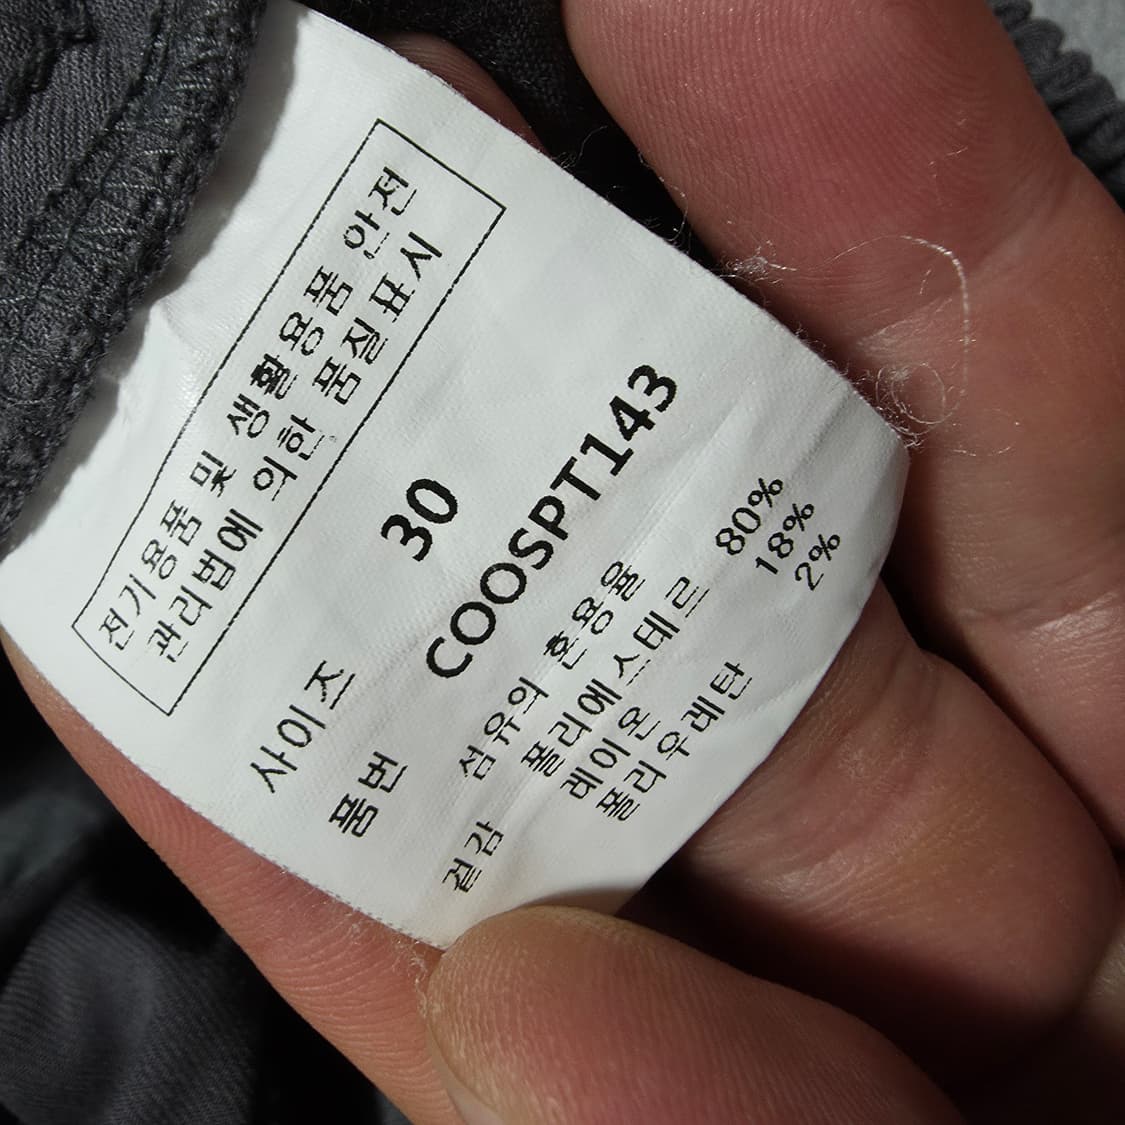 전기용품 및 생활용품 안전
관리법에 의한 품질표시
사이즈 30
품번 COOSPT143
섬유의 혼용율
겉감 폴리에스테르 80%
레이온 18%
폴리우레탄 2%